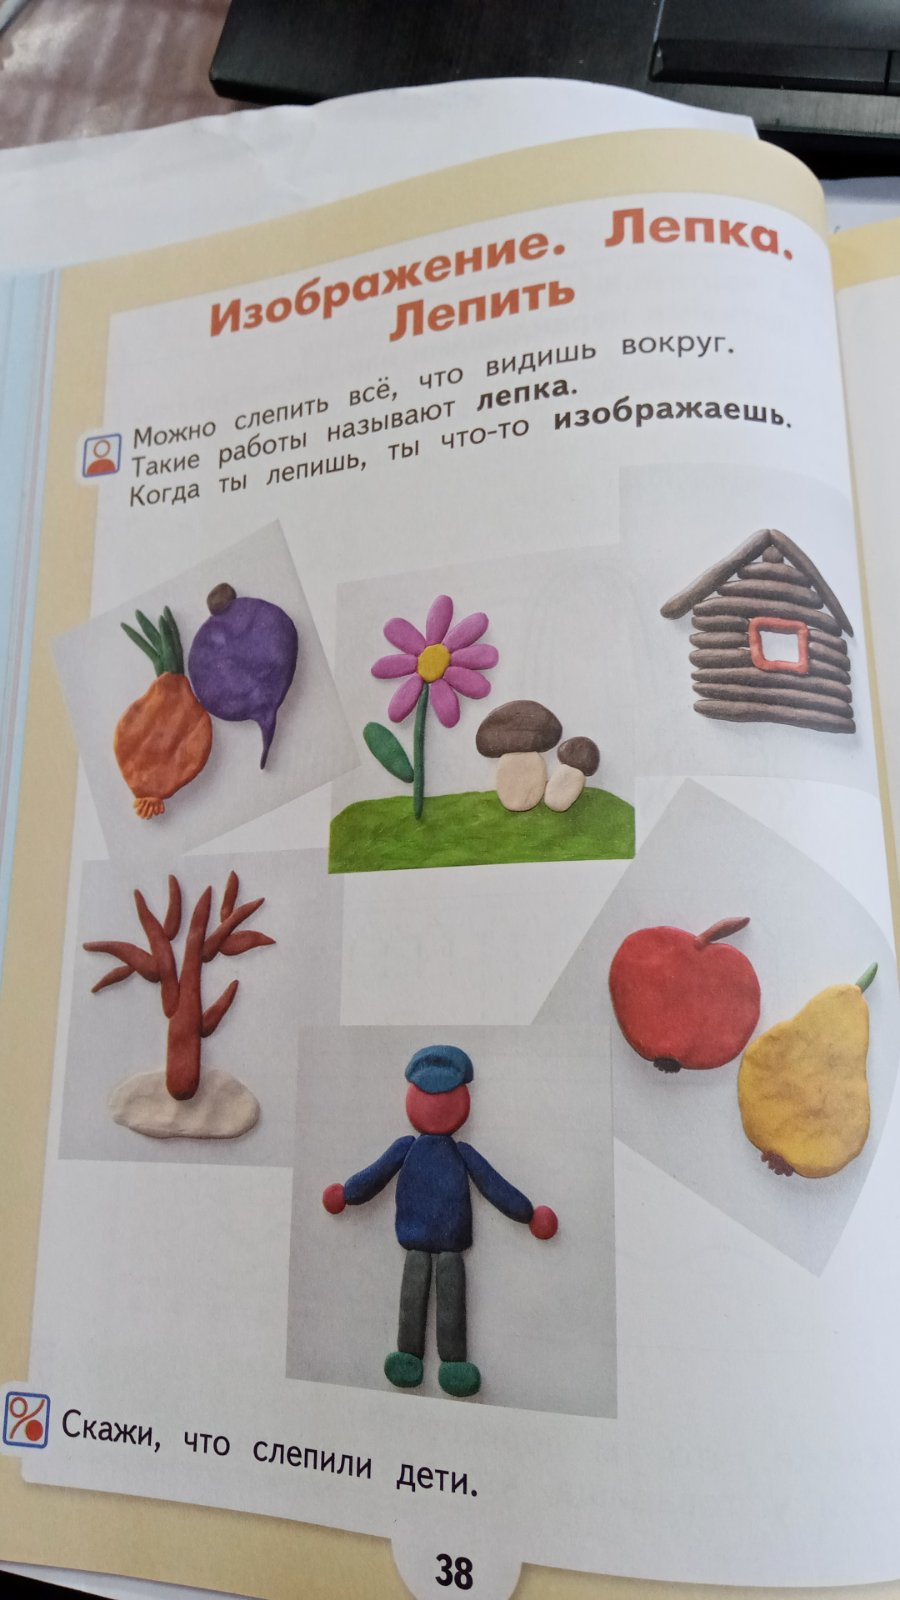 Изображение. Лепка.
Лепить
Можно слепить всё, что видишь вокруг.
Такие работы называют лепка.
Когда ты лепишь, ты что-то изображаешь.
Скажи, что слепили дети.
38